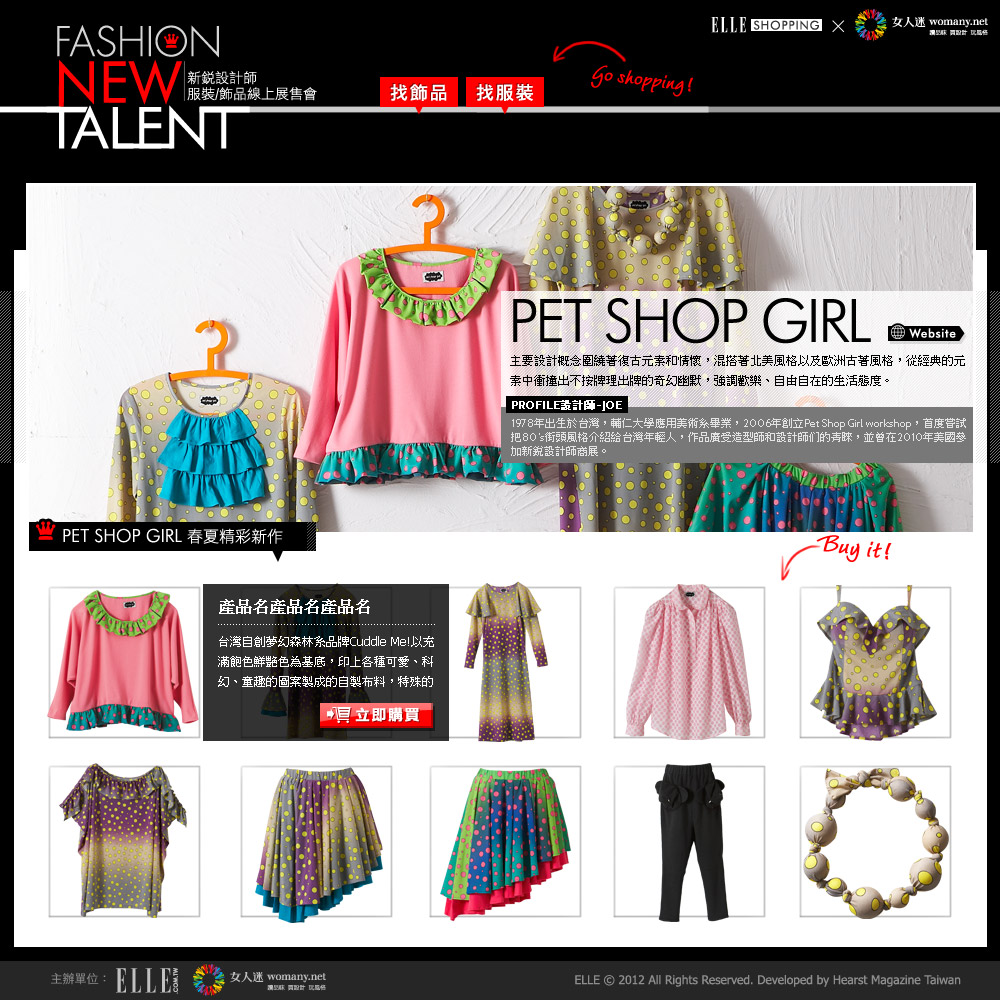 ELLE SHOPPING × 女人迷 womany.net
讀品味 買設計 玩風格
FASHION
NEW
TALENT
新銳設計師
服裝/飾品線上展售會
找飾品
找服裝
Go shopping!
PET SHOP GIRL
Website
主要設計概念圍繞著復古元素和情懷，混搭著北美風格以及歐洲古著風格，從經典的元
素中衝撞出不按牌理出牌的奇幻幽默，強調歡樂、自由自在的生活態度。
PROFILE設計師-JOE
1978年出生於台灣，輔仁大學應用美術系畢業，2006年創立Pet Shop Girl workshop，首度嘗試
把80's街頭風格介紹給台灣年輕人，作品廣受造型師和設計師们的青睞，並曾在2010年美國參
加新銳設計師商展。
PET SHOP GIRL 春夏精彩新作
Buy it!
產品名產品名產品名
台灣自創夢幻森林系品牌Cuddle Me!以充
滿飽色鮮豔色為基底，印上各種可愛、科
幻、童趣的圖案製成的自製布料，特殊的
立即購買
主辦單位：
ELLE.COM.TW
女人迷 womany.net
讀品味 買設計 玩風格
ELLE © 2012 All Rights Reserved. Developed by Hearst Magazine Taiwan